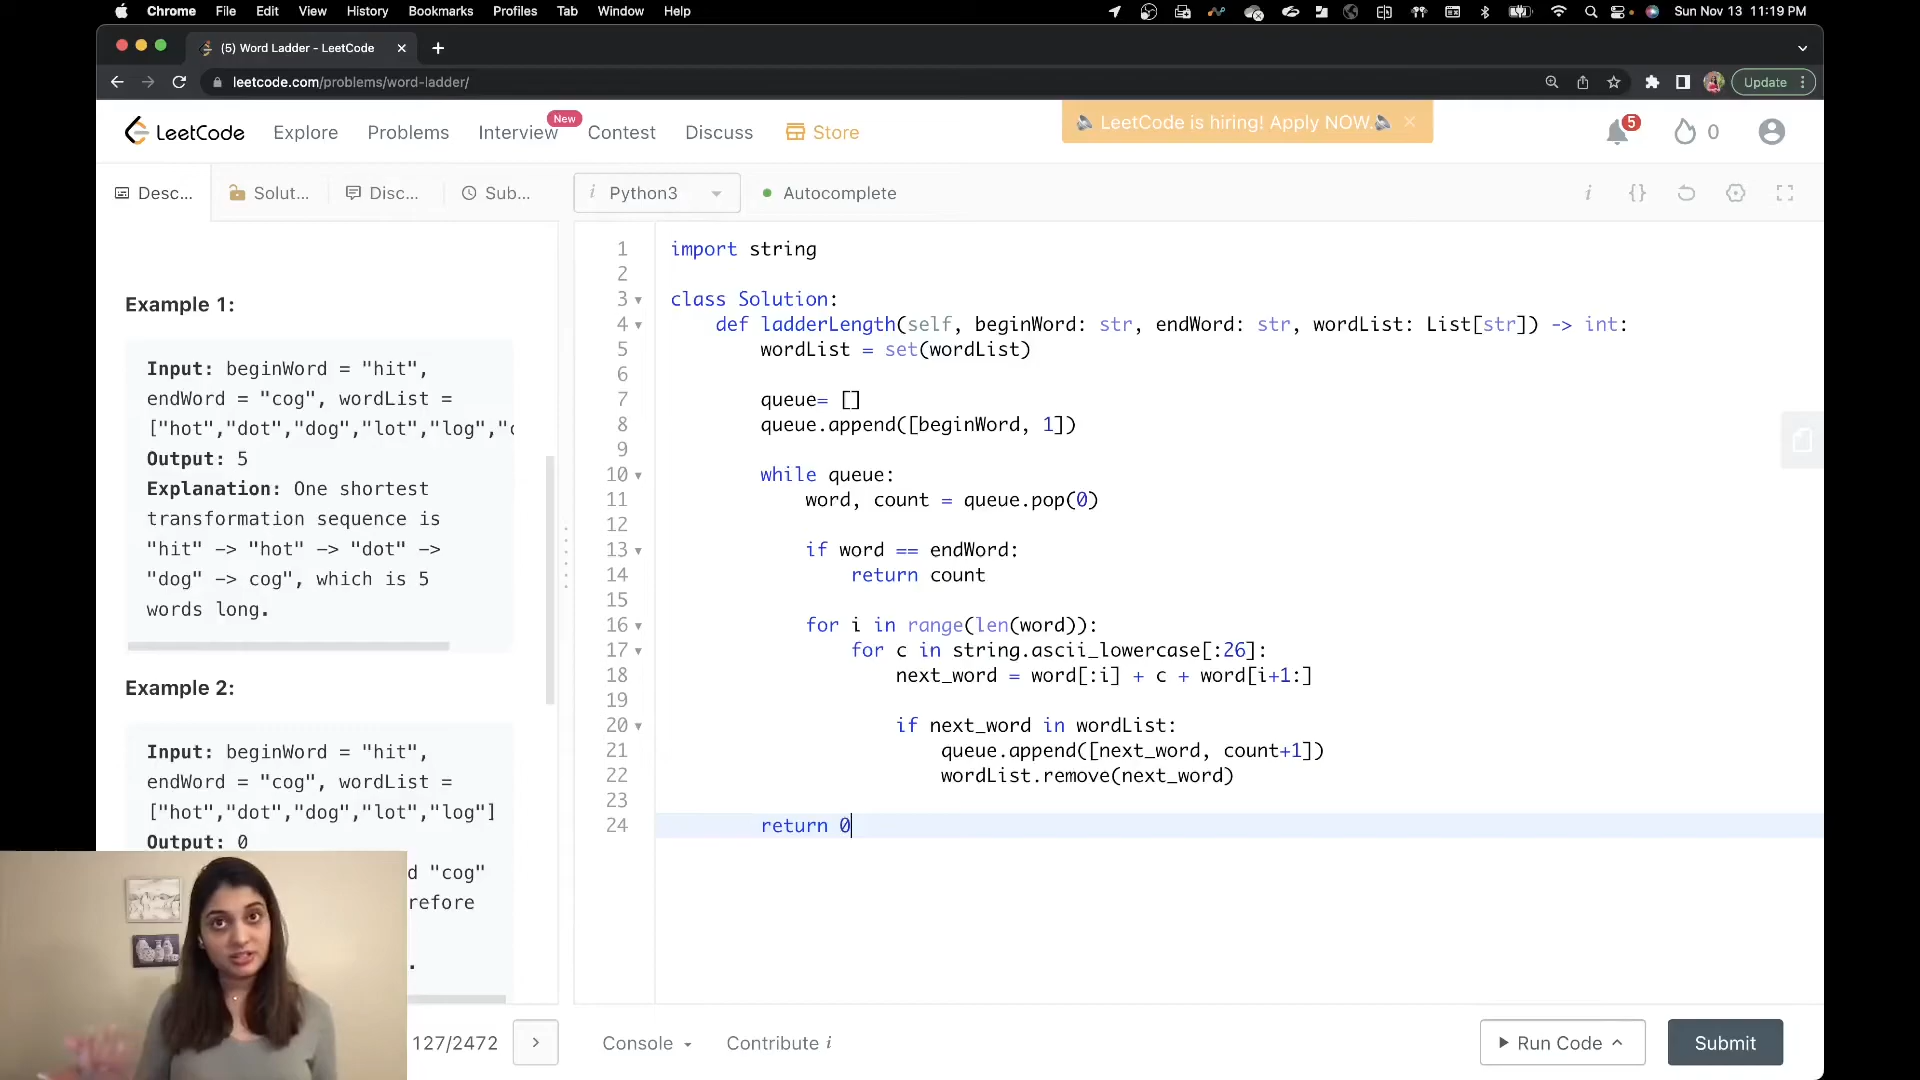 Chrome File Edit View History Bookmarks Profiles Tab Window Help Sun Nov 13 11:19 PM
(5) Word Ladder - LeetCode
leetcode.com/problems/word-ladder/ Update
LeetCode Explore Problems Interview New Contest Discuss Store LeetCode is hiring! Apply NOW. 5 0
Desc... Solut... Disc... Sub... i Python3 Autocomplete i {}
Example 1:
Input: beginWord = "hit",
endWord = "cog", wordList =
["hot","dot","dog","lot","log","c
Output: 5
Explanation: One shortest
transformation sequence is
"hit" -> "hot" -> "dot" ->
"dog" -> cog", which is 5
words long.
Example 2:
Input: beginWord = "hit",
endWord = "cog", wordList =
["hot","dot","dog","lot","log"]
Output: 0
d "cog"
refore
.
127/2472
1 import string
2
3 class Solution:
4 def ladderLength(self, beginWord: str, endWord: str, wordList: List[str]) -> int:
5 wordList = set(wordList)
6
7 queue= []
8 queue.append([beginWord, 1])
9
10 while queue:
11 word, count = queue.pop(0)
12
13 if word == endWord:
14 return count
15
16 for i in range(len(word)):
17 for c in string.ascii_lowercase[:26]:
18 next_word = word[:i] + c + word[i+1:]
19
20 if next_word in wordList:
21 queue.append([next_word, count+1])
22 wordList.remove(next_word)
23
24 return 0
Console Contribute i Run Code Submit